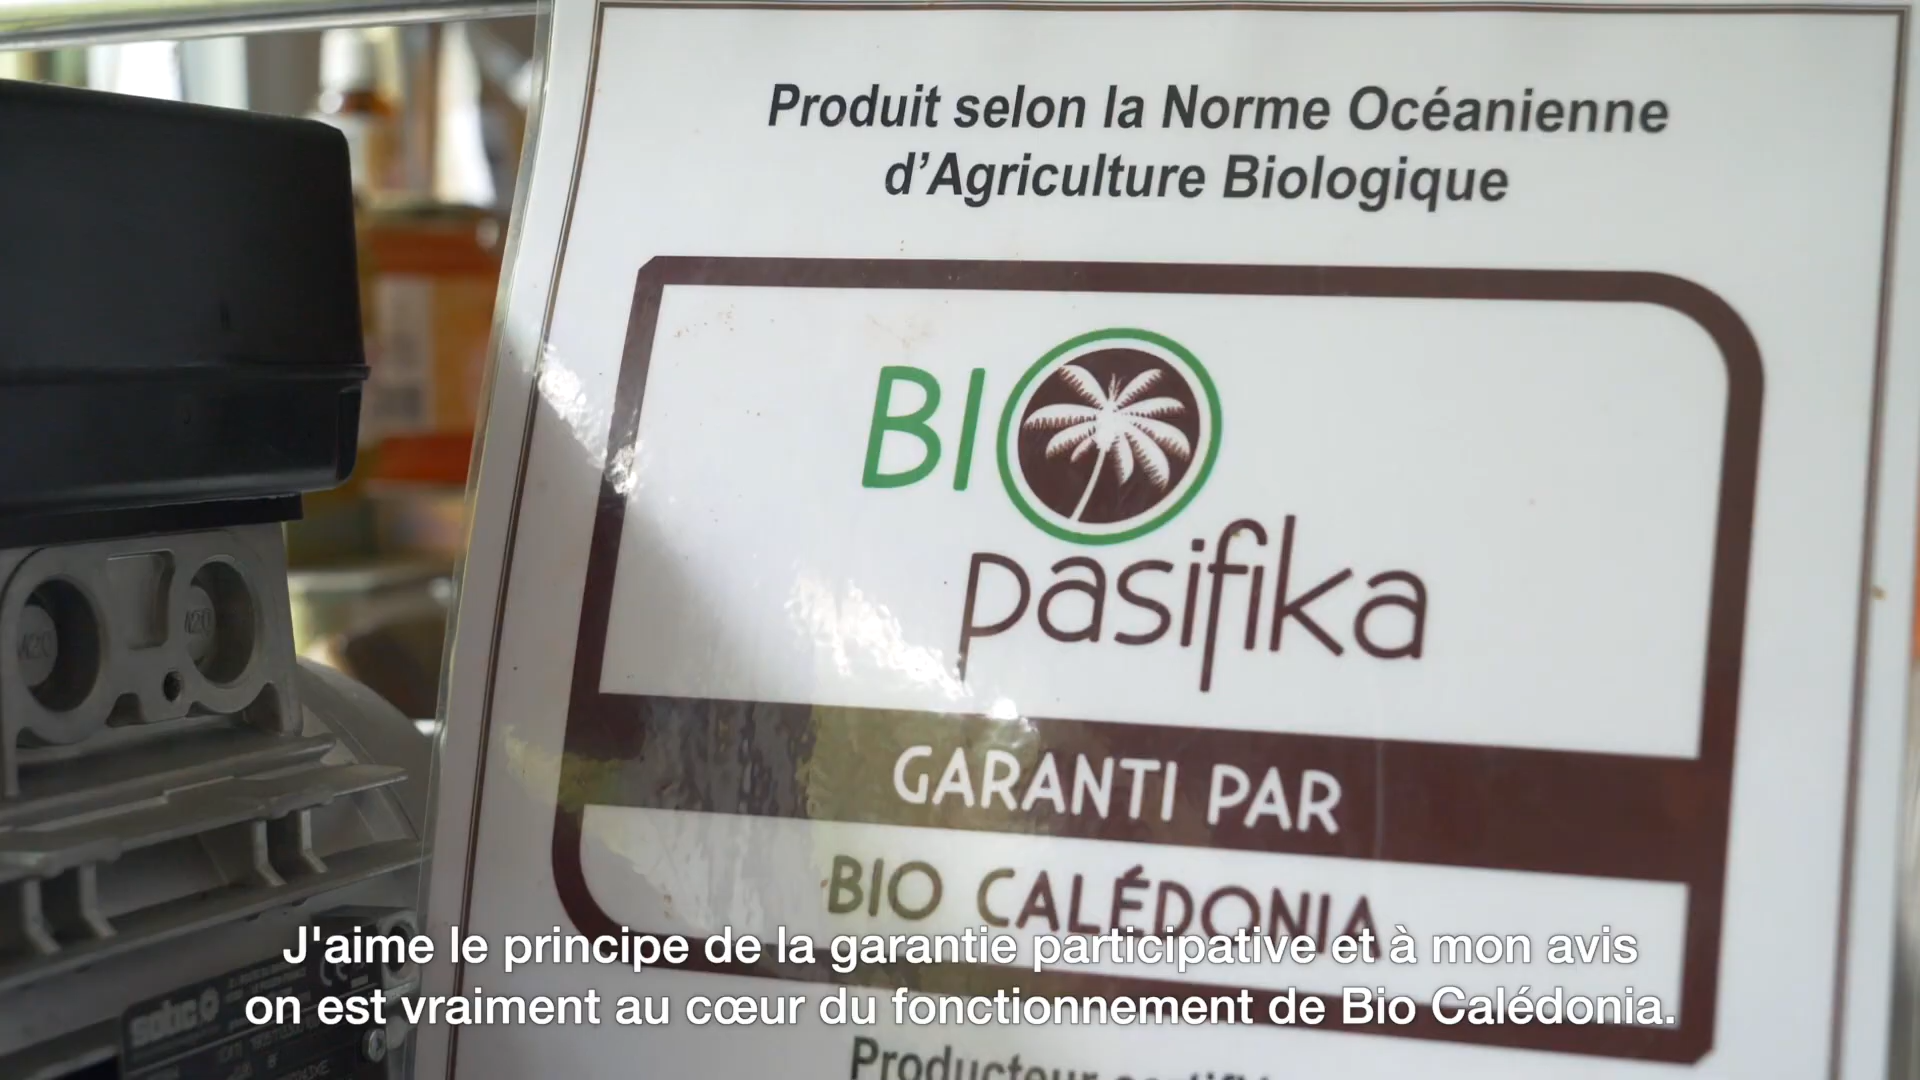 Produit selon la Norme Océanienne
d'Agriculture Biologique
BIO
pasifika
GARANTI PAR
BIO CALÉDONIA
J'aime le principe de la garantie participative et à mon avis
on est vraiment au cœur du fonctionnement de Bio Calédonia.
Producteur